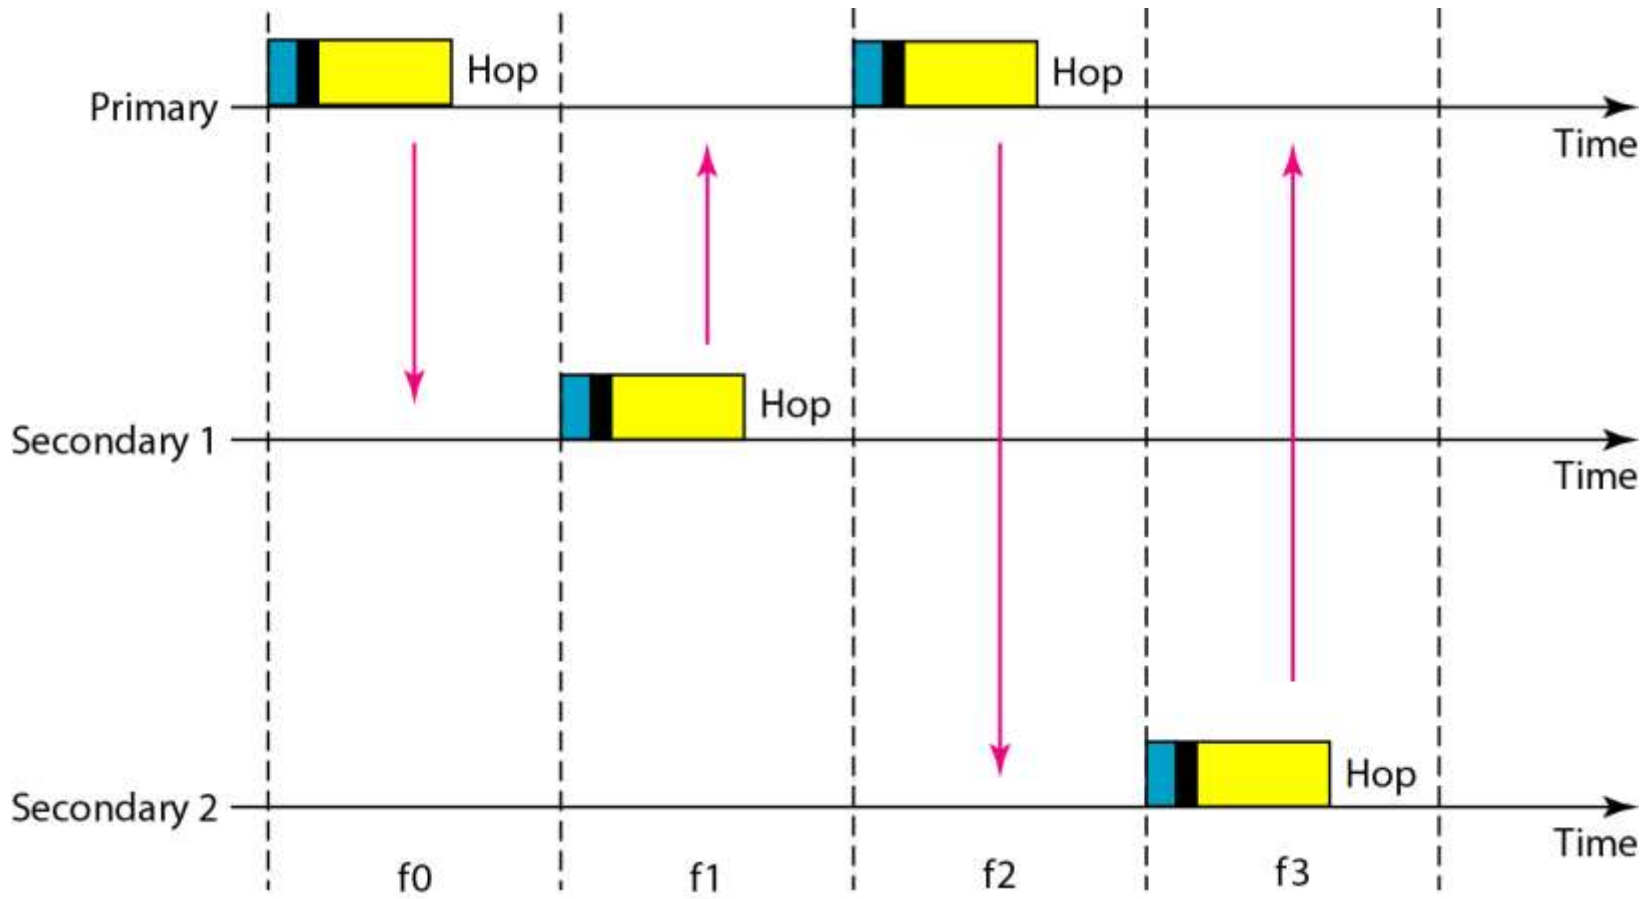 Hop
Hop
Primary
Time
Hop
Secondary 1
Time
Hop
Secondary 2
Time
f0
f1
f2
f3